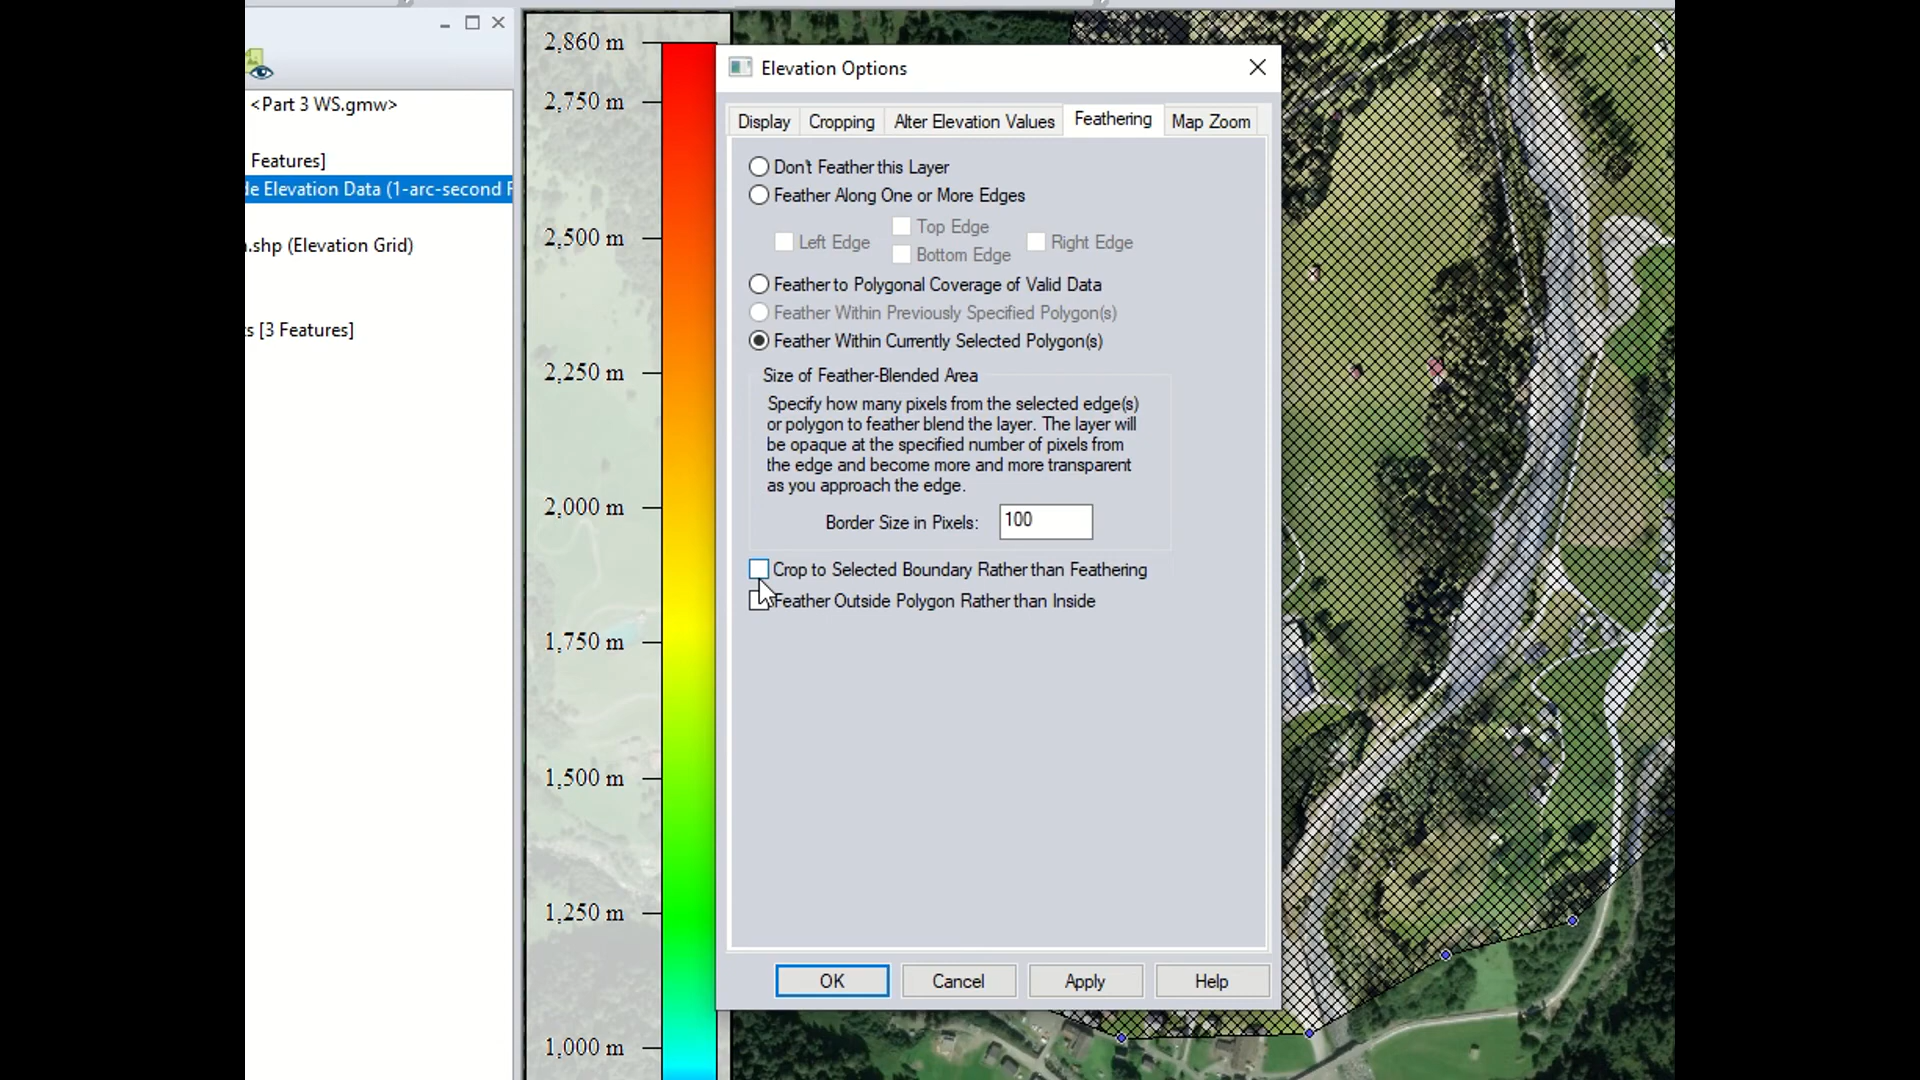 <Part 3 WS.gmw>
Features]
Elevation Data (1-arc-second
.shp (Elevation Grid)
[3 Features]
2,860 m
2,750 m
2,500 m
2,250 m
2,000 m
1,750 m
1,500 m
1,250 m
1,000 m
Elevation Options
Display
Cropping
Alter Elevation Values
Feathering
Map Zoom
Don't Feather this Layer
Feather Along One or More Edges
Top Edge
Left Edge
Right Edge
Bottom Edge
Feather to Polygonal Coverage of Valid Data
Feather Within Previously Specified Polygon(s)
Feather Within Currently Selected Polygon(s)
Size of Feather-Blended Area
Specify how many pixels from the selected edge(s)
or polygon to feather blend the layer. The layer will
be opaque at the specified number of pixels from
the edge and become more and more transparent
as you approach the edge.
Border Size in Pixels: 100
Crop to Selected Boundary Rather than Feathering
Feather Outside Polygon Rather than Inside
OK
Cancel
Apply
Help